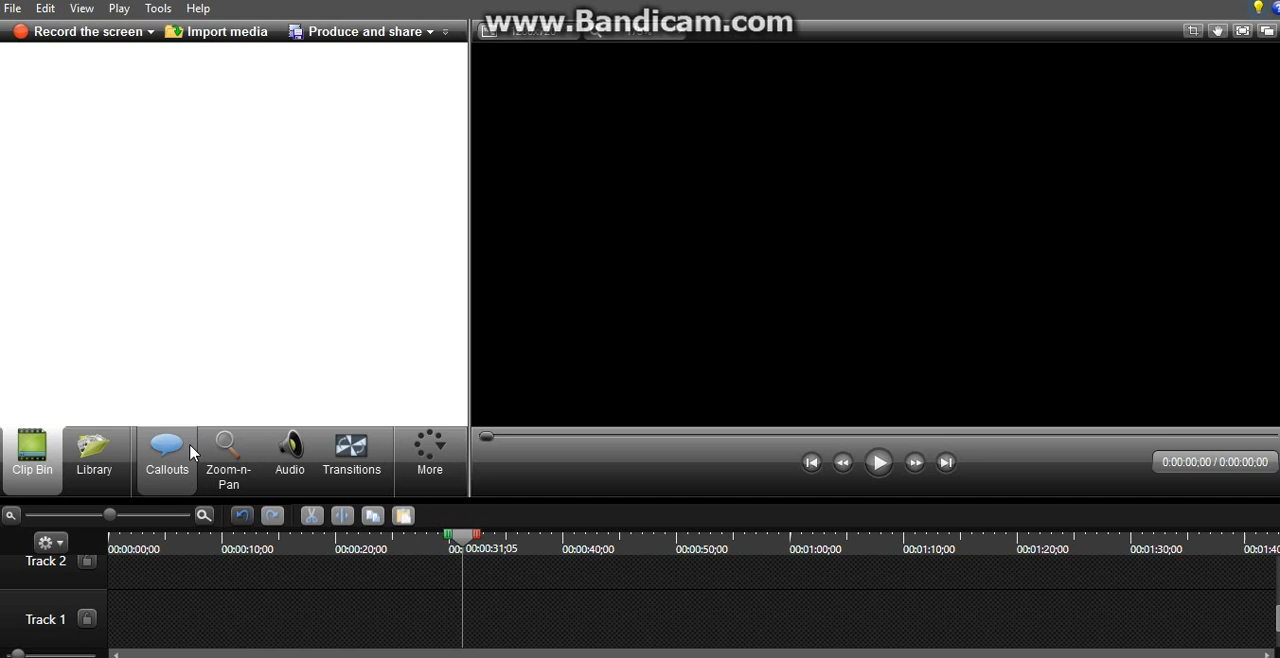 File Edit View Play Tools Help
www.Bandicam.com
Record the screen Import media Produce and share
Clip Bin Library Callouts Zoom-n-Pan Audio Transitions More
0:00:00;00 / 0:00:00;00
00:00:00;00 00:00:10;00 00:00:20;00 00: 00:00:31;05 00:00:40;00 00:00:50;00 00:01:00;00 00:01:10;00 00:01:20;00 00:01:30;00 00:01:40
Track 2
Track 1